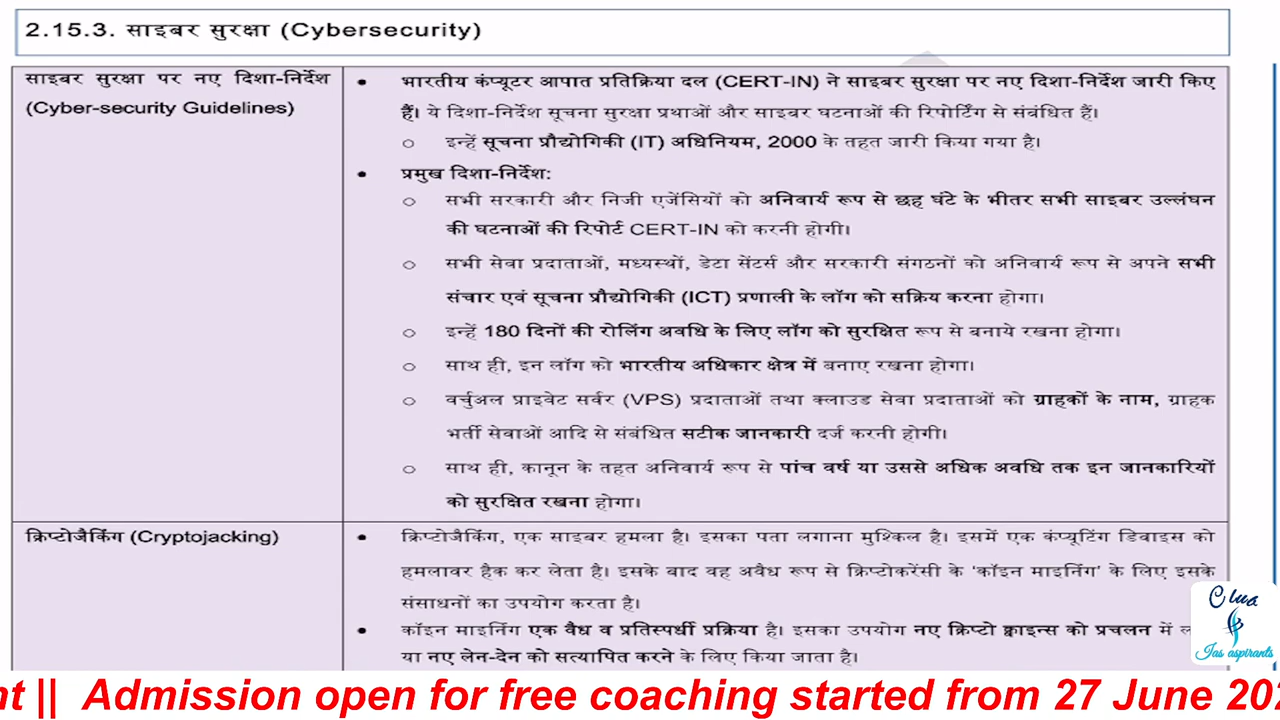 2.15.3. साइबर सुरक्षा (Cybersecurity)
साइबर सुरक्षा पर नए दिशा-निर्देश
(Cyber-security Guidelines)
• भारतीय कंप्यूटर आपात प्रतिक्रिया दल (CERT-IN) ने साइबर सुरक्षा पर नए दिशा-निर्देश जारी किए
हैं। ये दिशा-निर्देश सूचना सुरक्षा प्रथाओं और साइबर घटनाओं की रिपोर्टिंग से संबंधित हैं।
o इन्हें सूचना प्रौद्योगिकी (IT) अधिनियम, 2000 के तहत जारी किया गया है।
• प्रमुख दिशा-निर्देश:
o सभी सरकारी और निजी एजेंसियों को अनिवार्य रूप से छह घंटे के भीतर सभी साइबर उल्लंघन
की घटनाओं की रिपोर्ट CERT-IN को करनी होगी।
o सभी सेवा प्रदाताओं, मध्यस्थों, डेटा सेंटर्स और सरकारी संगठनों को अनिवार्य रूप से अपने सभी
संचार एवं सूचना प्रौद्योगिकी (ICT) प्रणाली के लॉग को सक्रिय करना होगा।
o इन्हें 180 दिनों की रोलिंग अवधि के लिए लॉग को सुरक्षित रूप से बनाये रखना होगा।
o साथ ही, इन लॉग को भारतीय अधिकार क्षेत्र में बनाए रखना होगा।
o वर्चुअल प्राइवेट सर्वर (VPS) प्रदाताओं तथा क्लाउड सेवा प्रदाताओं को ग्राहकों के नाम, ग्राहक
भर्ती सेवाओं आदि से संबंधित सटीक जानकारी दर्ज करनी होगी।
o साथ ही, कानून के तहत अनिवार्य रूप से पांच वर्ष या उससे अधिक अवधि तक इन जानकारियों
को सुरक्षित रखना होगा।
क्रिप्टोजैकिंग (Cryptojacking)
• क्रिप्टोजैकिंग, एक साइबर हमला है। इसका पता लगाना मुश्किल है। इसमें एक कंप्यूटिंग डिवाइस को
हमलावर हैक कर लेता है। इसके बाद वह अवैध रूप से क्रिप्टोकरेंसी के 'कॉइन माइनिंग' के लिए इसके
संसाधनों का उपयोग करता है।
• कॉइन माइनिंग एक वैध व प्रतिस्पर्धी प्रक्रिया है। इसका उपयोग नए क्रिप्टो क्वाइन्स को प्रचलन में
या नए लेन-देन को सत्यापित करने के लिए किया जाता है।
Clua
Jas aspirants
nt || Admission open for free coaching started from 27 June 202